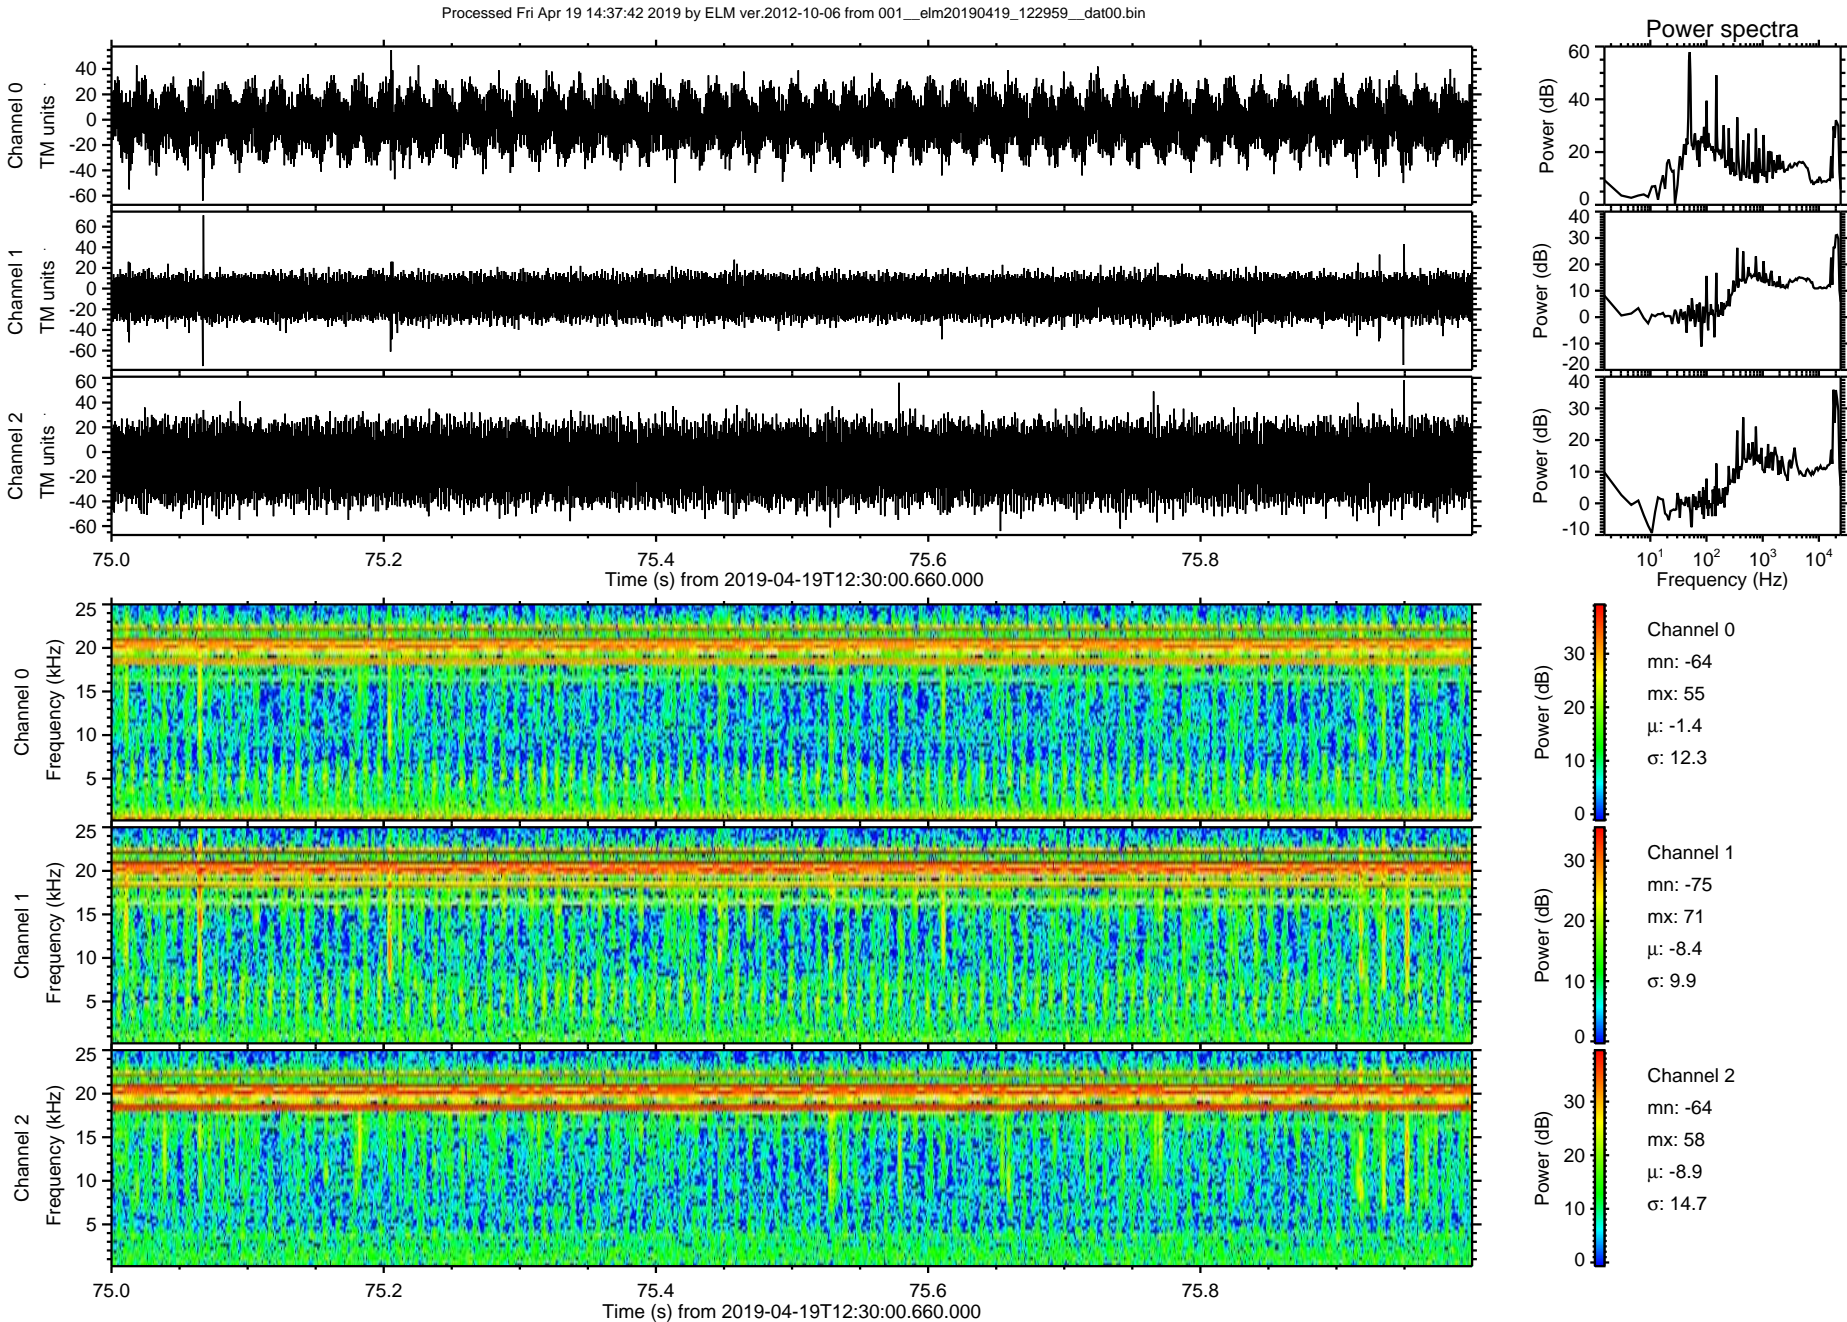 Processed Fri Apr 19 14:37:42 2019 by ELM ver.2012-10-06 from 001__elm20190419_122959__dat00.bin
Power spectra
Channel 0
TM units
40
20
0
-20
-40
-60
Power (dB)
60
40
20
0
Channel 1
TM units
60
40
20
0
-20
-40
-60
Power (dB)
40
30
20
10
0
-10
-20
Channel 2
TM units
60
40
20
0
-20
-40
-60
Power (dB)
40
30
20
10
0
-10
75.0 75.2 75.4 75.6 75.8
Time (s) from 2019-04-19T12:30:00.660.000
10¹ 10² 10³ 10⁴
Frequency (Hz)
Channel 0
Frequency (kHz)
25
20
15
10
5
Power (dB)
30
20
10
0
Channel 0
mn: -64
mx: 55
μ: -1.4
σ: 12.3
Channel 1
Frequency (kHz)
25
20
15
10
5
Power (dB)
30
20
10
0
Channel 1
mn: -75
mx: 71
μ: -8.4
σ: 9.9
Channel 2
Frequency (kHz)
25
20
15
10
5
Power (dB)
30
20
10
0
Channel 2
mn: -64
mx: 58
μ: -8.9
σ: 14.7
75.0 75.2 75.4 75.6 75.8
Time (s) from 2019-04-19T12:30:00.660.000